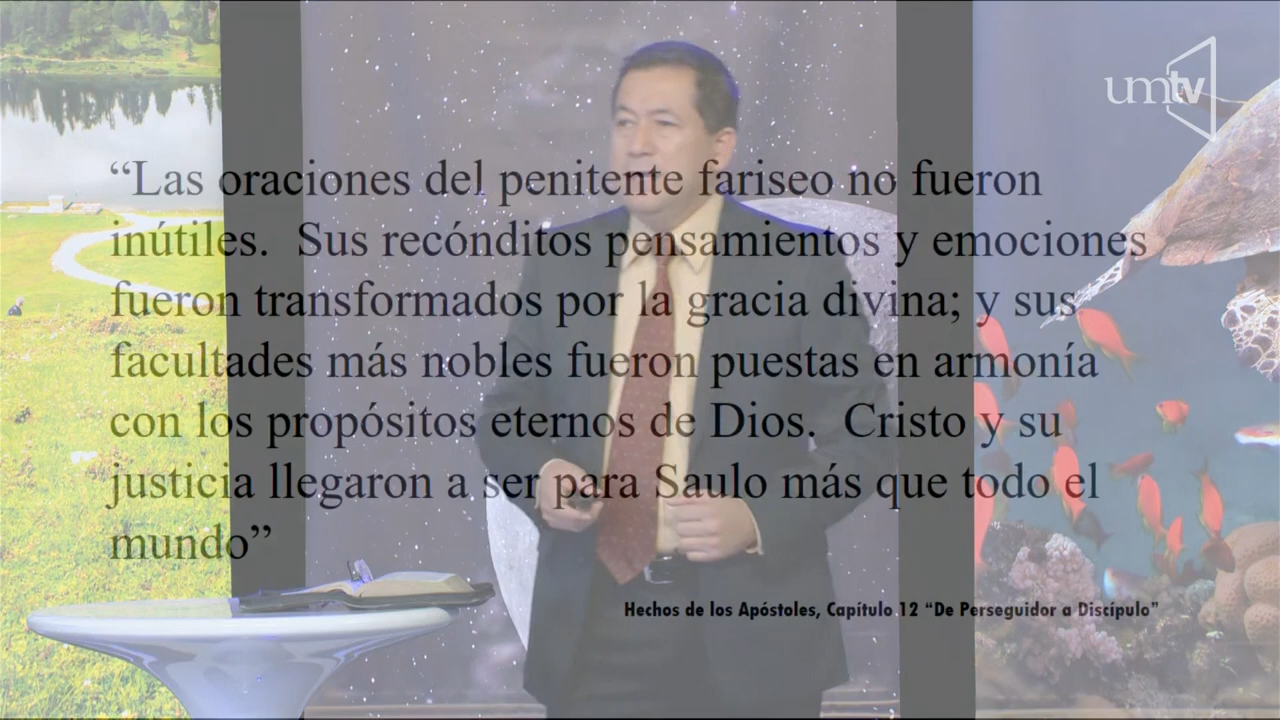 umtv
“Las oraciones del penitente fariseo no fueron
inútiles.  Sus recónditos pensamientos y emociones
fueron transformados por la gracia divina; y sus
facultades más nobles fueron puestas en armonía
con los propósitos eternos de Dios.  Cristo y su
justicia llegaron a ser para Saulo más que todo el
mundo”
Hechos de los Apóstoles, Capítulo 12 “De Perseguidor a Discípulo”